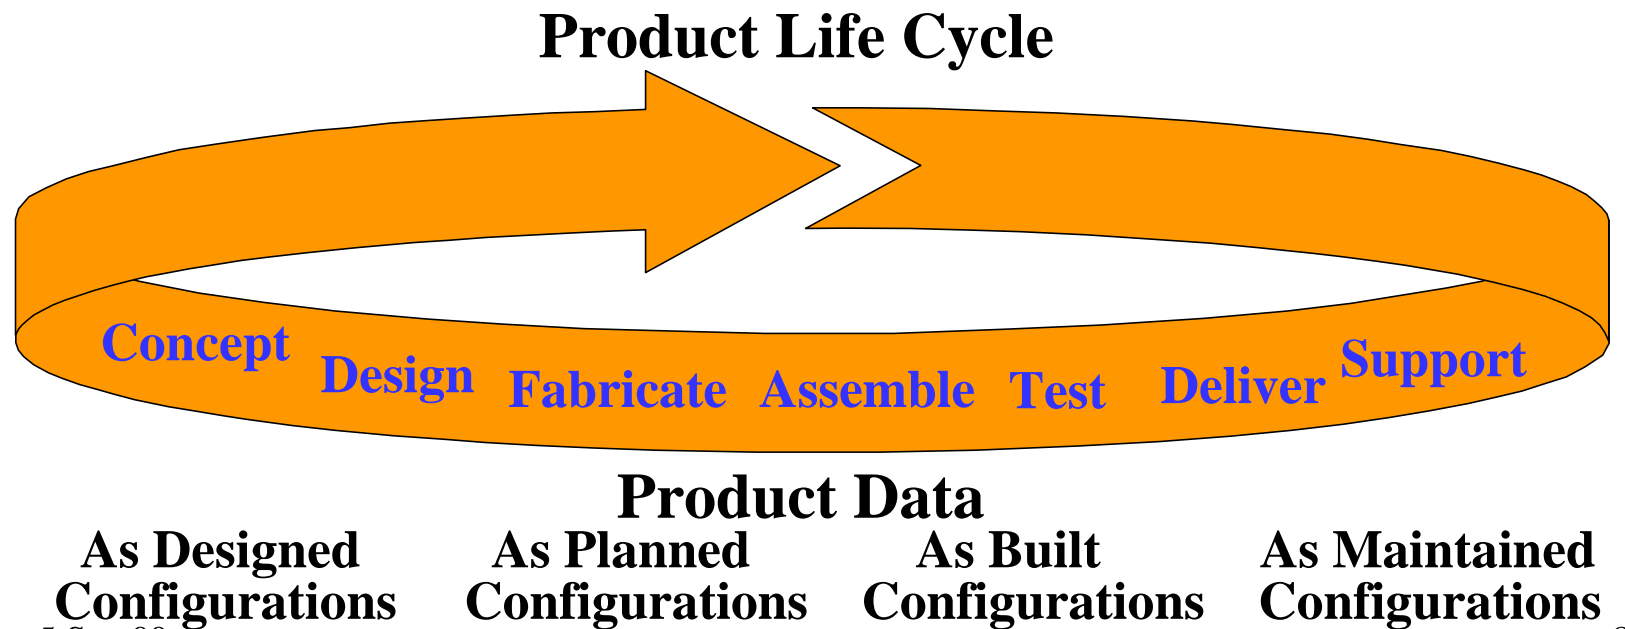 Product Life Cycle
Concept
Design
Fabricate
Assemble
Test
Deliver
Support
Product Data
As Designed
Configurations
As Planned
Configurations
As Built
Configurations
As Maintained
Configurations